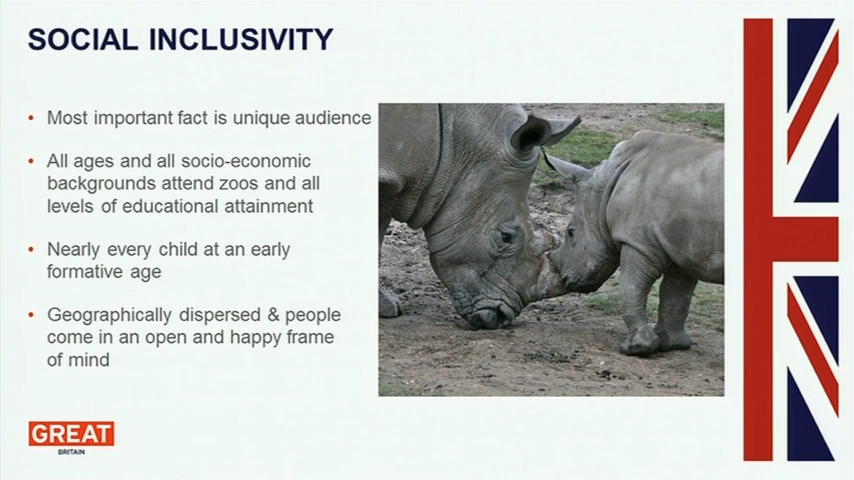 SOCIAL INCLUSIVITY
• Most important fact is unique audience
• All ages and all socio-economic
backgrounds attend zoos and all
levels of educational attainment
• Nearly every child at an early
formative age
• Geographically dispersed & people
come in an open and happy frame
of mind
GREAT
BRITAIN